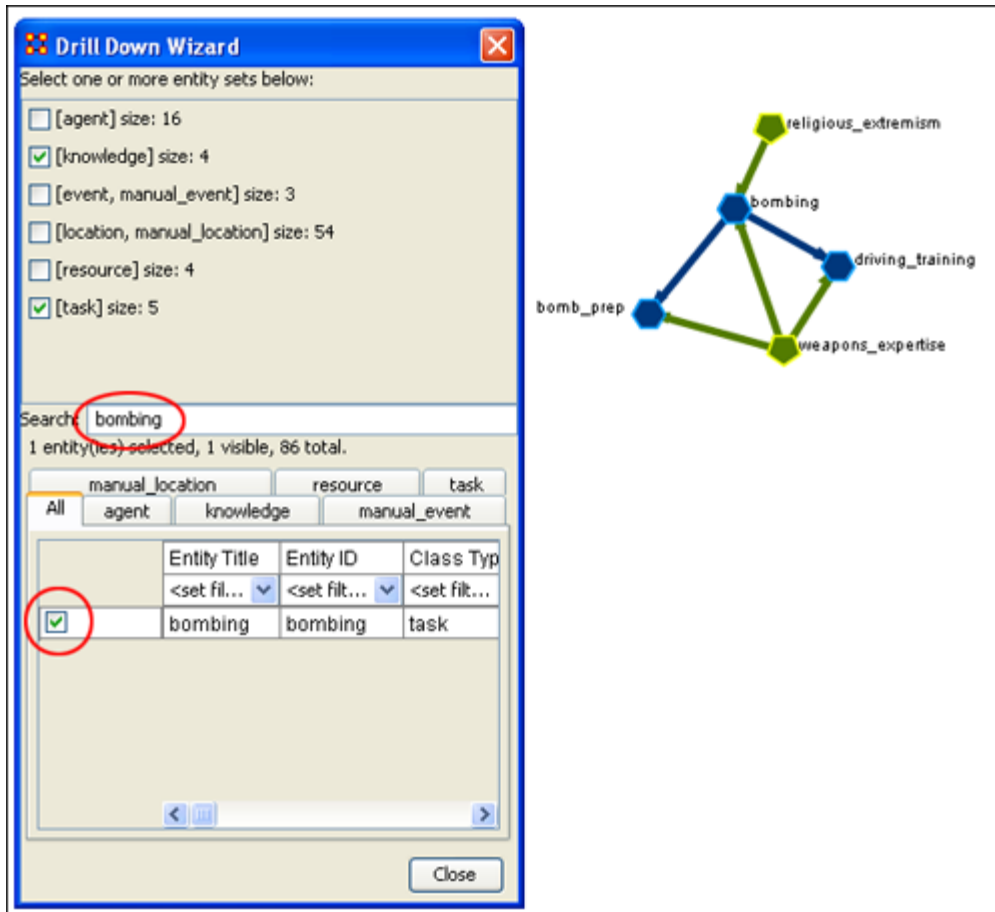 Drill Down Wizard
Select one or more entity sets below:
[agent] size: 16
[knowledge] size: 4
[event, manual_event] size: 3
[location, manual_location] size: 54
[resource] size: 4
[task] size: 5
Search: bombing
1 entity(ies) selected, 1 visible, 86 total.
manual_location resource task
All agent knowledge manual_event
Entity Title Entity ID Class Typ
<set fil... <set filt... <set filt...
bombing bombing task
Close
religious_extremism
bombing
driving_training
bomb_prep
weapons_expertise